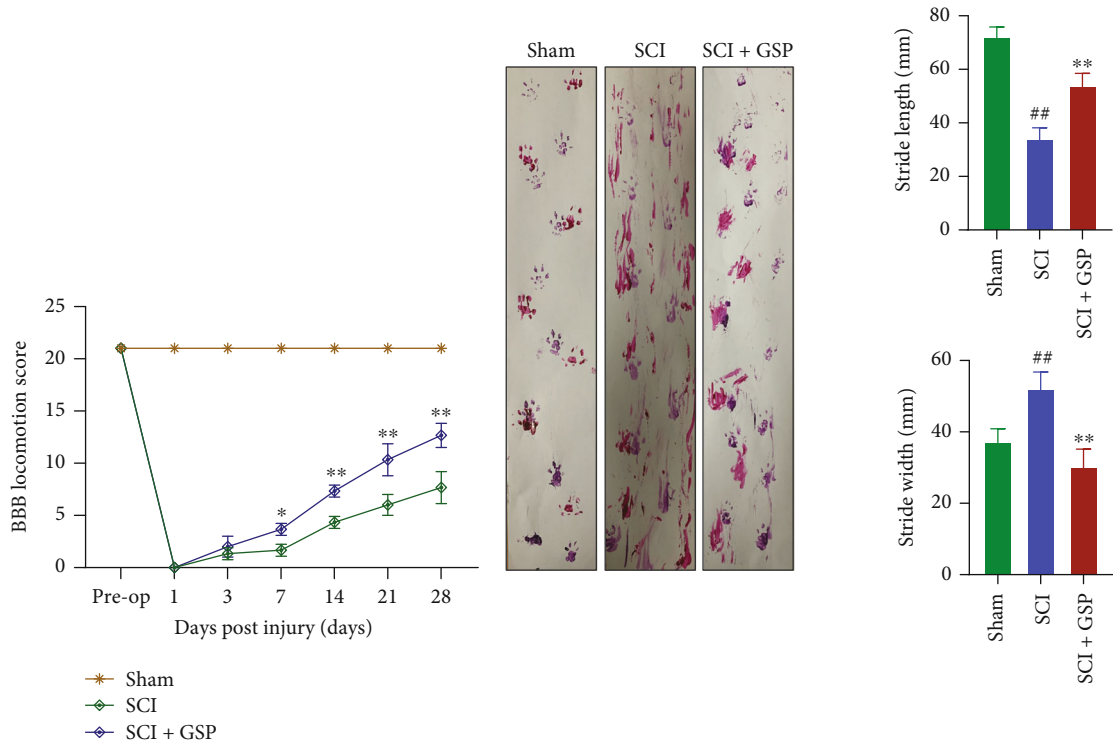 25
20
15
10
5
0
BBB locomotion score
*
**
**
**
Pre-op 1 3 7 14 21 28
Days post injury (days)
Sham
SCI
SCI + GSP
Sham SCI SCI + GSP
80
60
40
20
0
Stride length (mm)
##
**
Sham
SCI
SCI + GSP
60
40
20
0
Stride width (mm)
##
**
Sham
SCI
SCI + GSP